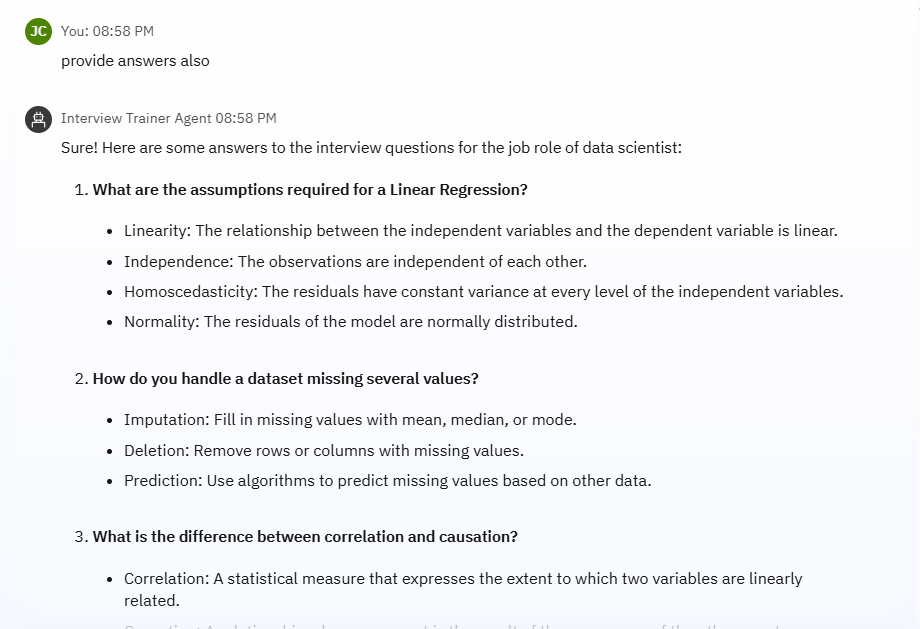 JC You: 08:58 PM
provide answers also
Interview Trainer Agent 08:58 PM
Sure! Here are some answers to the interview questions for the job role of data scientist:
1. What are the assumptions required for a Linear Regression?
• Linearity: The relationship between the independent variables and the dependent variable is linear.
• Independence: The observations are independent of each other.
• Homoscedasticity: The residuals have constant variance at every level of the independent variables.
• Normality: The residuals of the model are normally distributed.
2. How do you handle a dataset missing several values?
• Imputation: Fill in missing values with mean, median, or mode.
• Deletion: Remove rows or columns with missing values.
• Prediction: Use algorithms to predict missing values based on other data.
3. What is the difference between correlation and causation?
• Correlation: A statistical measure that expresses the extent to which two variables are linearly
related.